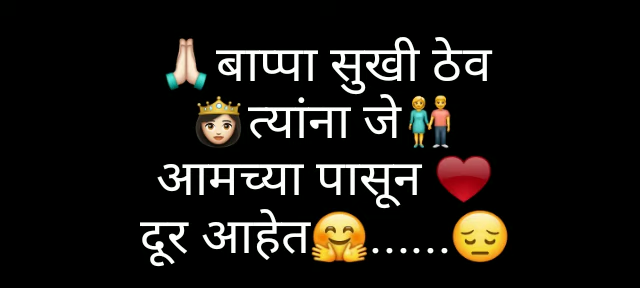 🙏🏻बाप्पा सुखी ठेव
👸🏻त्यांना जे👫
आमच्या पासून ❤️
दूर आहेत🤗......😔